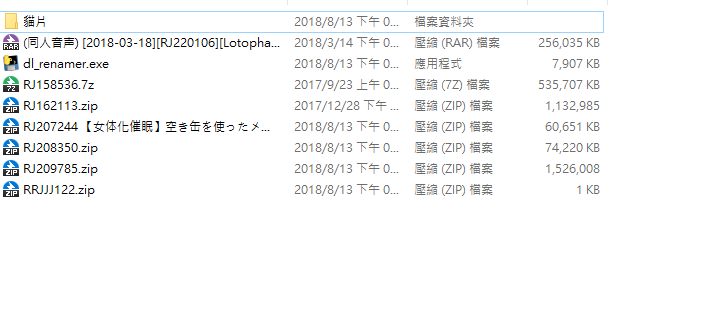 貓片 2018/8/13 下午 0... 檔案資料夾
(同人音声) [2018-03-18][RJ220106][Lotopha... 2018/3/14 下午 0... 壓縮 (RAR) 檔案 256,035 KB
dl_renamer.exe 2018/8/13 下午 0... 應用程式 7,907 KB
RJ158536.7z 2017/9/23 上午 0... 壓縮 (7Z) 檔案 535,707 KB
RJ162113.zip 2017/12/28 下午 ... 壓縮 (ZIP) 檔案 1,132,985
RJ207244 【女体化催眠】空き缶を使ったメ... 2018/8/13 下午 0... 壓縮 (ZIP) 檔案 60,651 KB
RJ208350.zip 2018/8/13 下午 0... 壓縮 (ZIP) 檔案 74,220 KB
RJ209785.zip 2018/8/13 下午 0... 壓縮 (ZIP) 檔案 1,526,008
RRJJJ122.zip 2018/8/13 下午 0... 壓縮 (ZIP) 檔案 1 KB